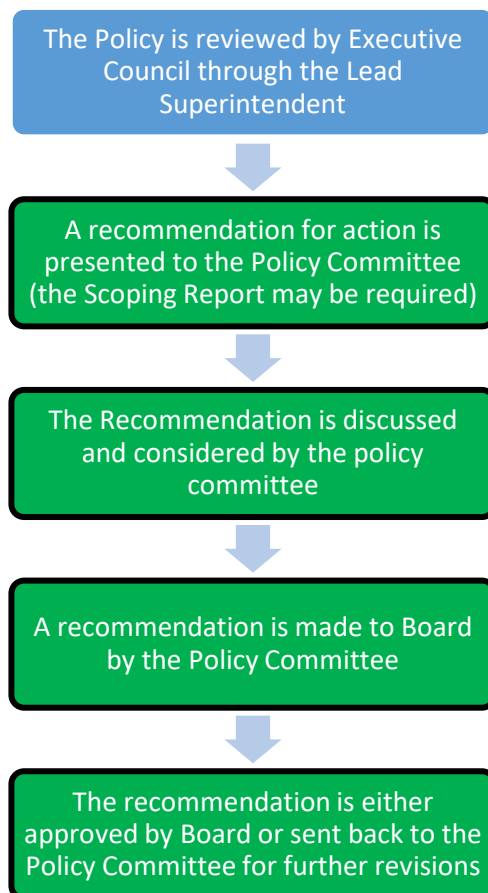 The Policy is reviewed by Executive
Council through the Lead
Superintendent
A recommendation for action is
presented to the Policy Committee
(the Scoping Report may be required)
The Recommendation is discussed
and considered by the policy
committee
A recommendation is made to Board
by the Policy Committee
The recommendation is either
approved by Board or sent back to the
Policy Committee for further revisions